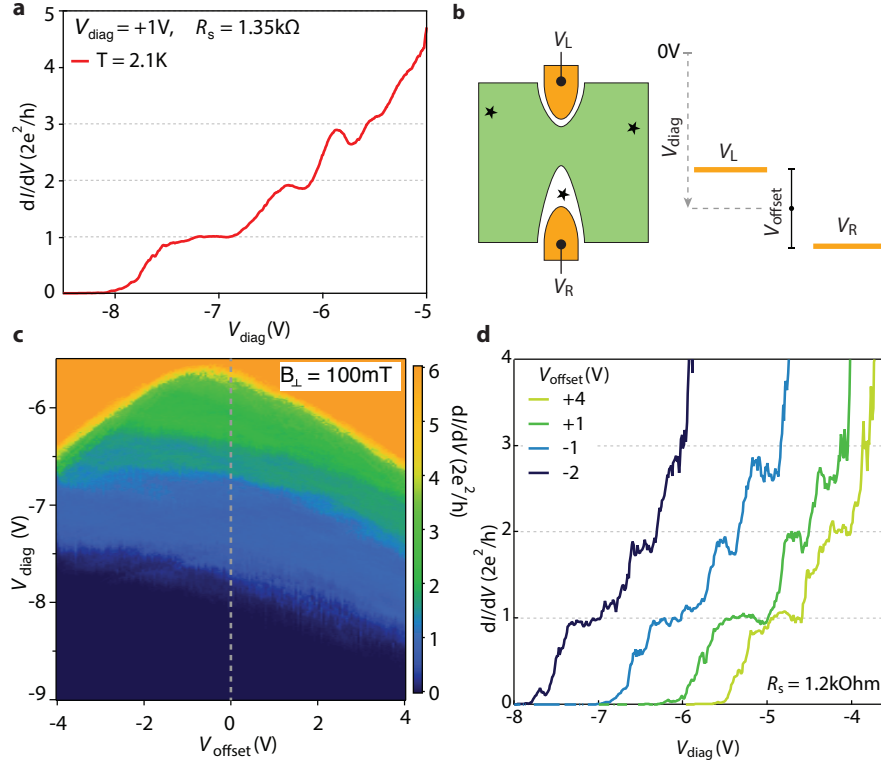 a
V_diag = +1V, R_s = 1.35kΩ
T = 2.1K
dI/dV (2e²/h)
5
4
3
2
1
0
-8
-7
-6
-5
V_diag (V)
b
V_L
V_R
0V
V_diag
V_L
V_offset
V_R
c
B_⊥ = 100mT
V_diag (V)
-6
-7
-8
-9
-4
-2
0
2
4
V_offset (V)
6
5
4
3
2
1
0
dI/dV (2e²/h)
d
V_offset (V)
+4
+1
-1
-2
dI/dV (2e²/h)
4
3
2
1
0
-8
-7
-6
-5
-4
V_diag (V)
R_s = 1.2kOhm